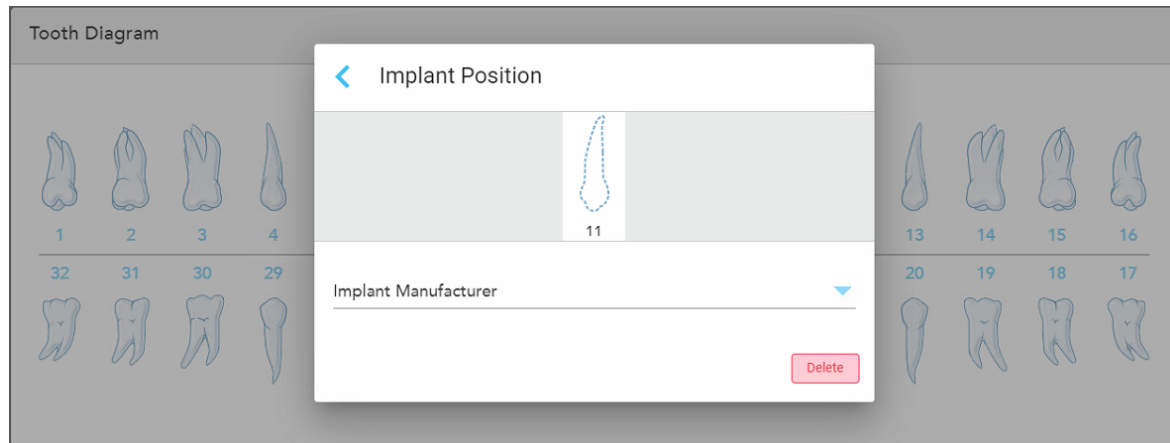 Tooth Diagram
Implant Position
11
1 2 3 4 13 14 15 16
32 31 30 29 20 19 18 17
Implant Manufacturer
Delete